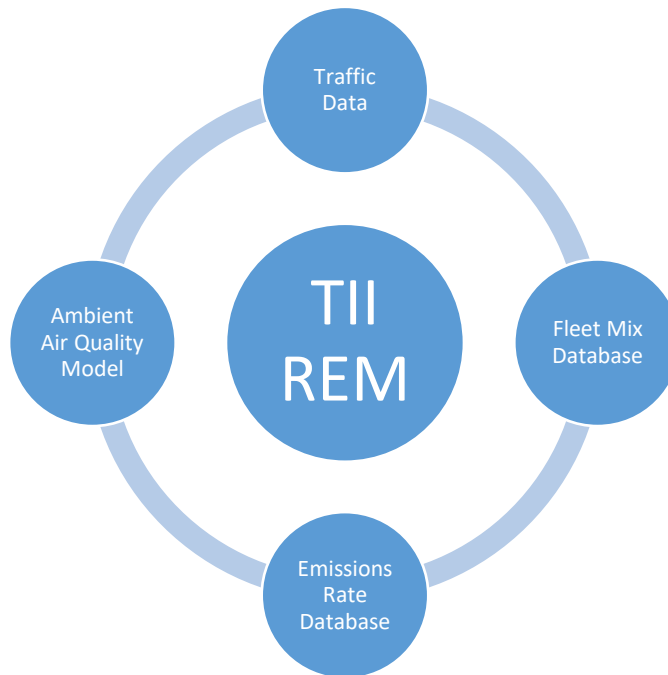 Traffic
Data
Ambient
Air Quality
Model
TII
REM
Fleet Mix
Database
Emissions
Rate
Database